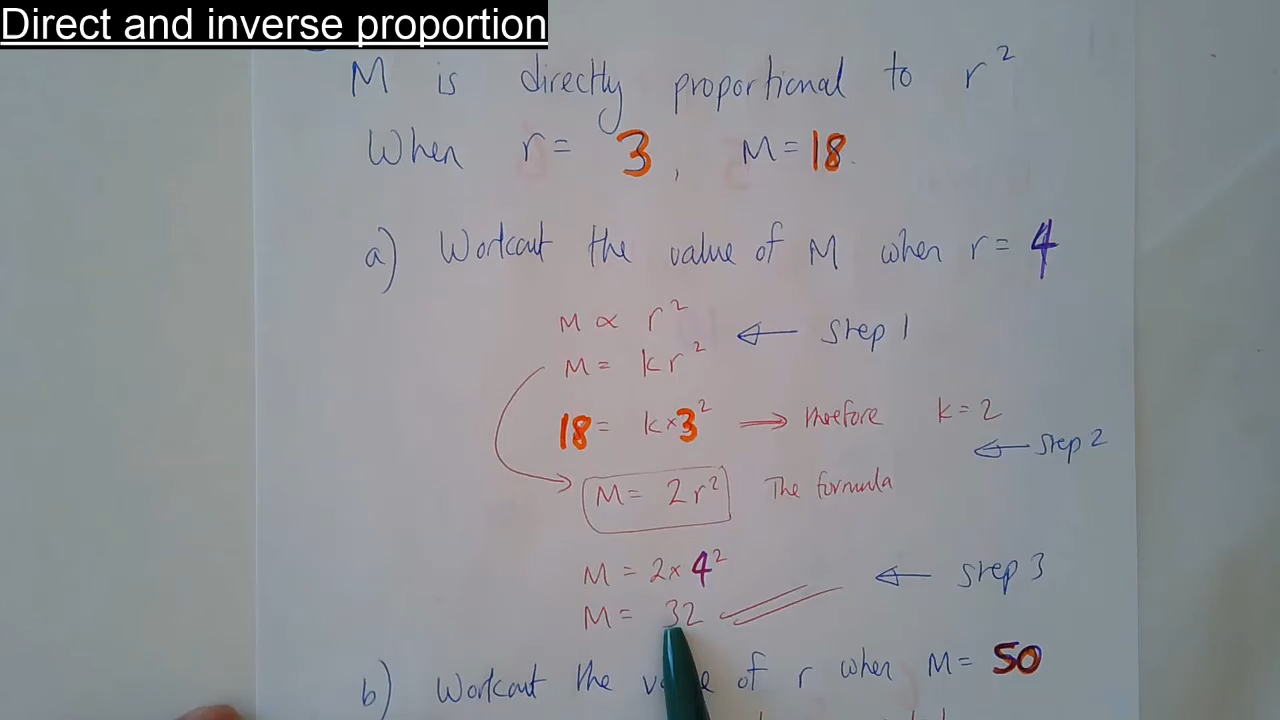 Direct and inverse proportion
M is directly proportional to r²
When r = 3, M = 18.
a) Workout the value of M when r = 4
M ∝ r²
← Step 1
M = kr²
18 = k×3² ⟹ therefore k = 2
← Step 2
M = 2r² The formula
M = 2×4² ← Step 3
M = 32
b) Workout the of r when M = 50